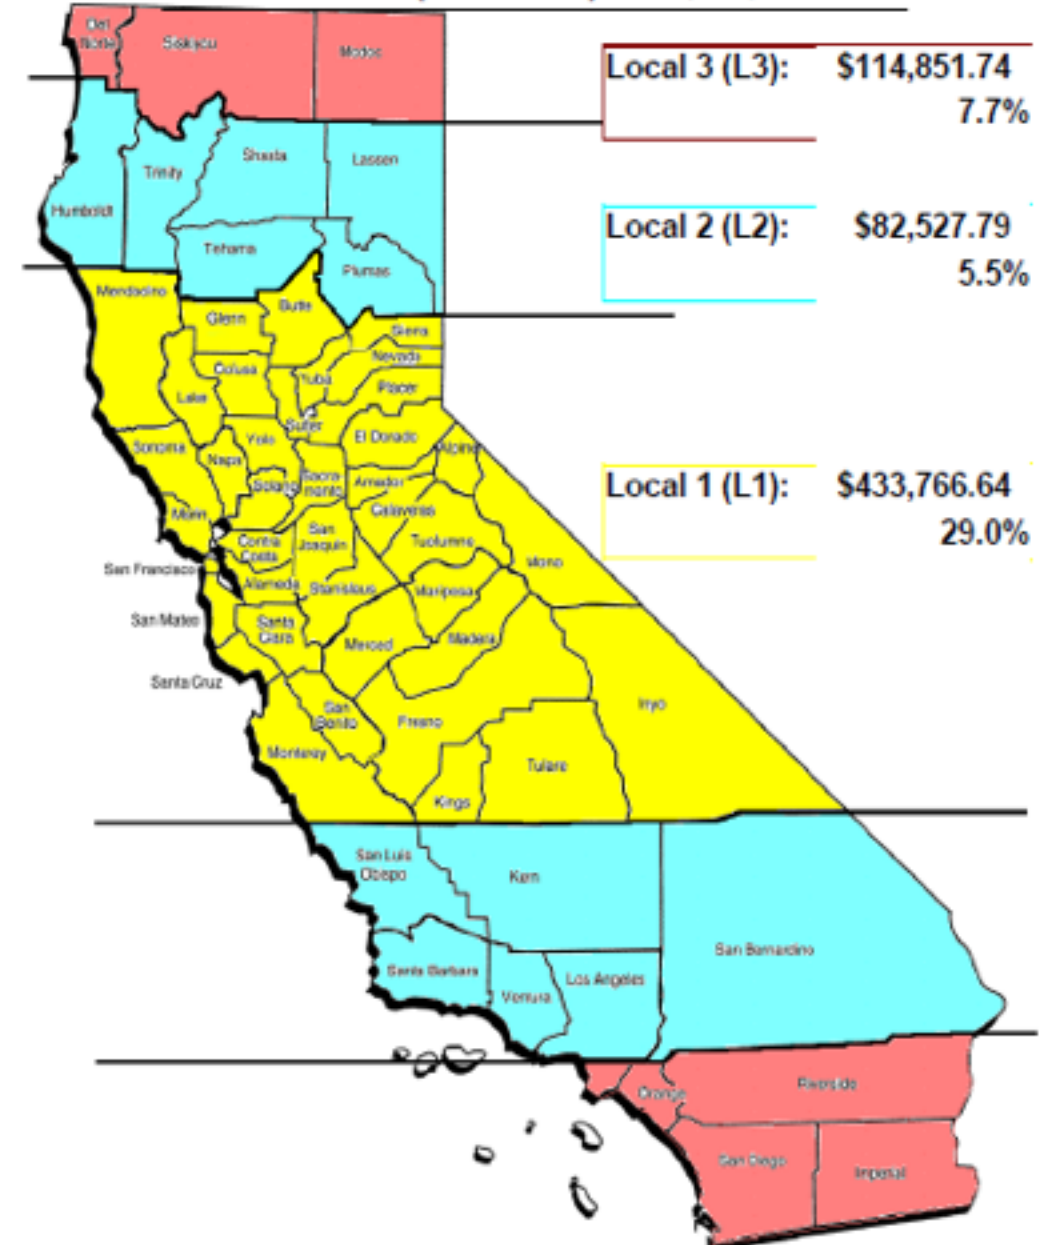 Del
Norte
Siskiyou
Modoc
Local 3 (L3): $114,851.74
7.7%
Shasta
Lassen
Trinity
Humboldt
Local 2 (L2): $82,527.79
5.5%
Tehama
Plumas
Mendocino
Butte
Glenn
Sierra
Nevada
Colusa
Yuba
Placer
Lake
Sutter
El Dorado
Yolo
Sonoma
Alpine
Napa
Sacra-
mento
Solano
Amador
Local 1 (L1): $433,766.64
29.0%
Calaveras
Marin
San
Joaquin
Contra
Costa
Tuolumne
Mono
San Francisco
Alameda
Stanislaus
Mariposa
San Mateo
Santa
Clara
Merced
Madera
Santa Cruz
San
Benito
Fresno
Inyo
Monterey
Tulare
Kings
San Luis
Obispo
Kern
San Bernardino
Santa Barbara
Ventura
Los Angeles
Orange
Riverside
San Diego
Imperial